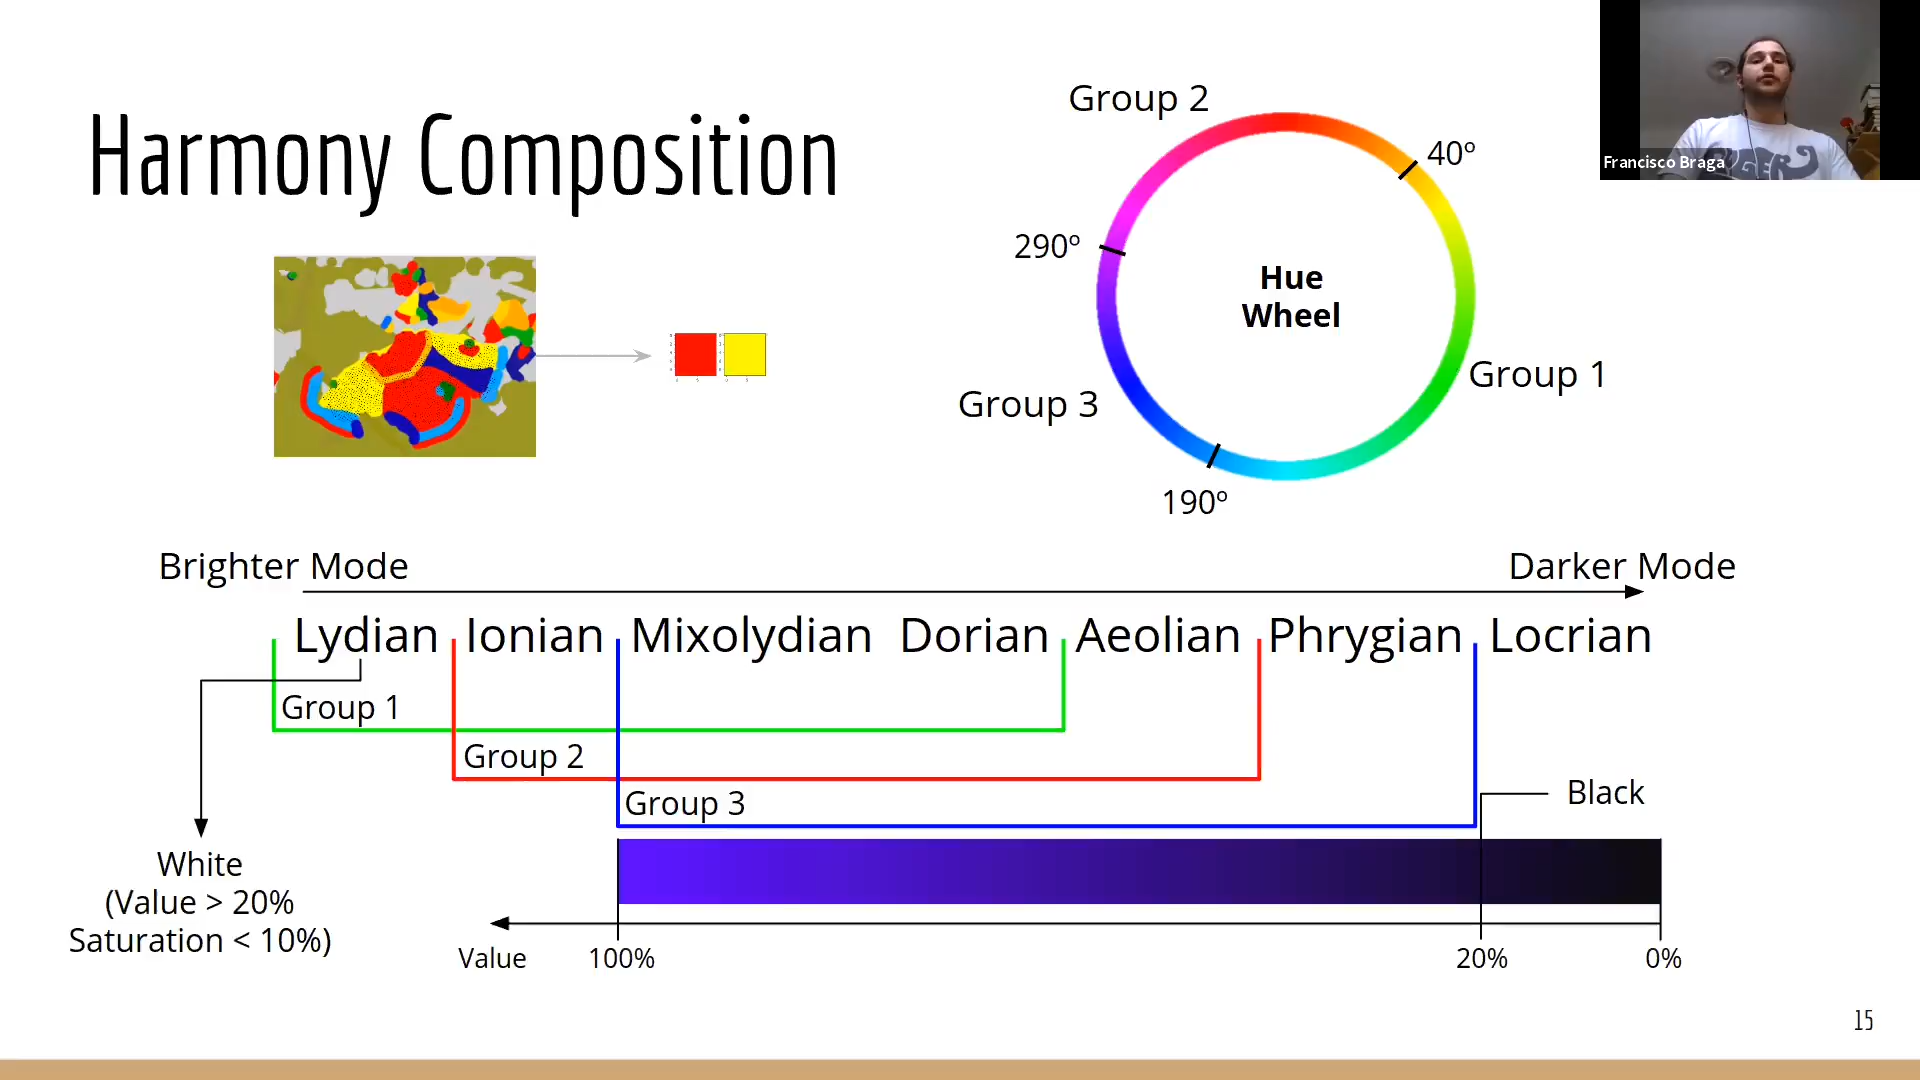 Harmony Composition
Group 2
40º
290º
Hue
Wheel
Group 1
Group 3
190º
Francisco Braga
Brighter Mode
Darker Mode
Lydian Ionian Mixolydian Dorian Aeolian Phrygian Locrian
Group 1
Group 2
Group 3
Black
White
(Value > 20%
Saturation < 10%)
Value 100% 20% 0%
15